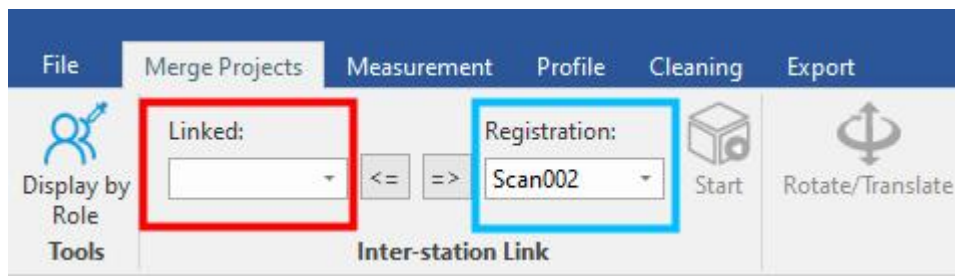 File Merge Projects Measurement Profile Cleaning Export
Linked: Registration:
<= => Scan002
Display by Role Start Rotate/Translate
Tools Inter-station Link